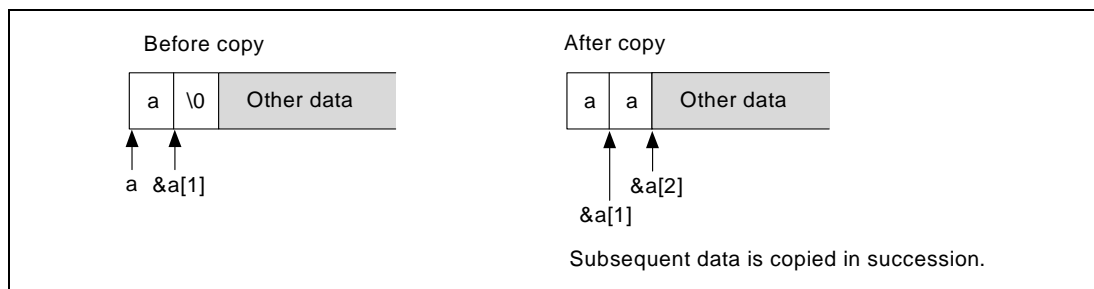 Before copy
a \0 Other data
a &a[1]
After copy
a a Other data
&a[2]
&a[1]
Subsequent data is copied in succession.